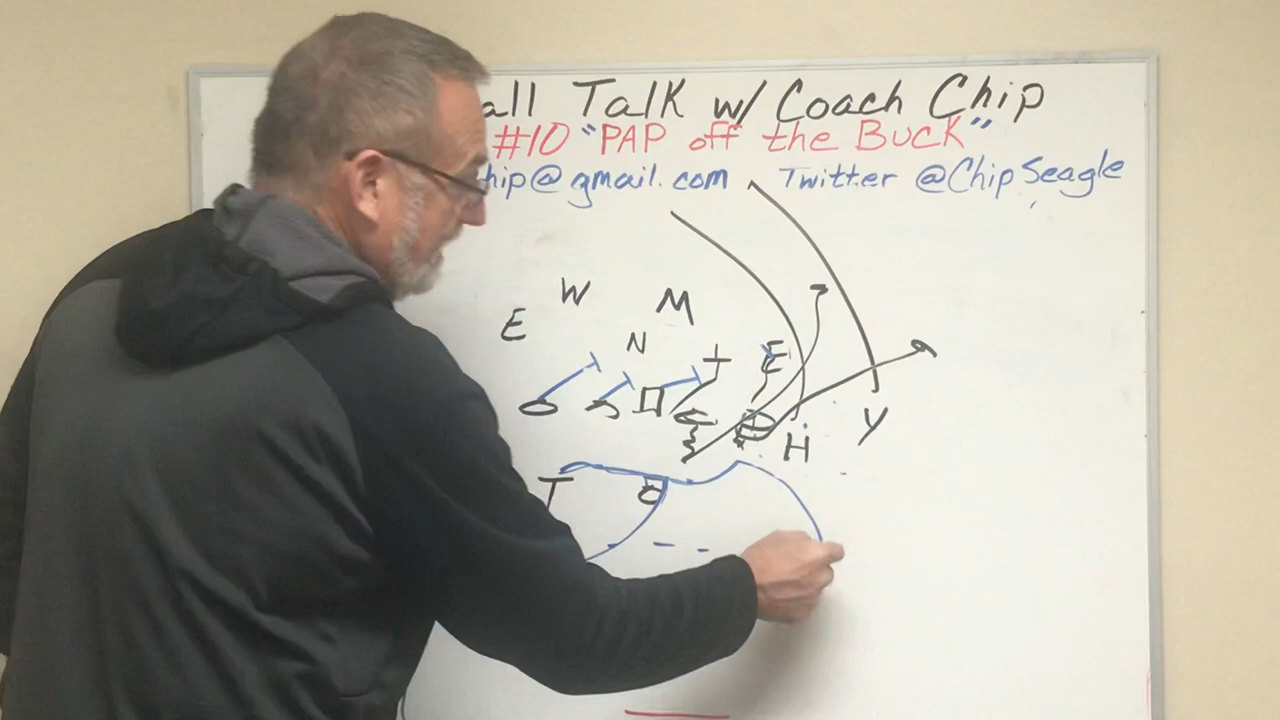 all Talk w/ Coach Chip
#10 "PAP off the Buck"
hip@gmail.com Twitter @ChipSeagle
W
M
E
N
T E
H
Y
T